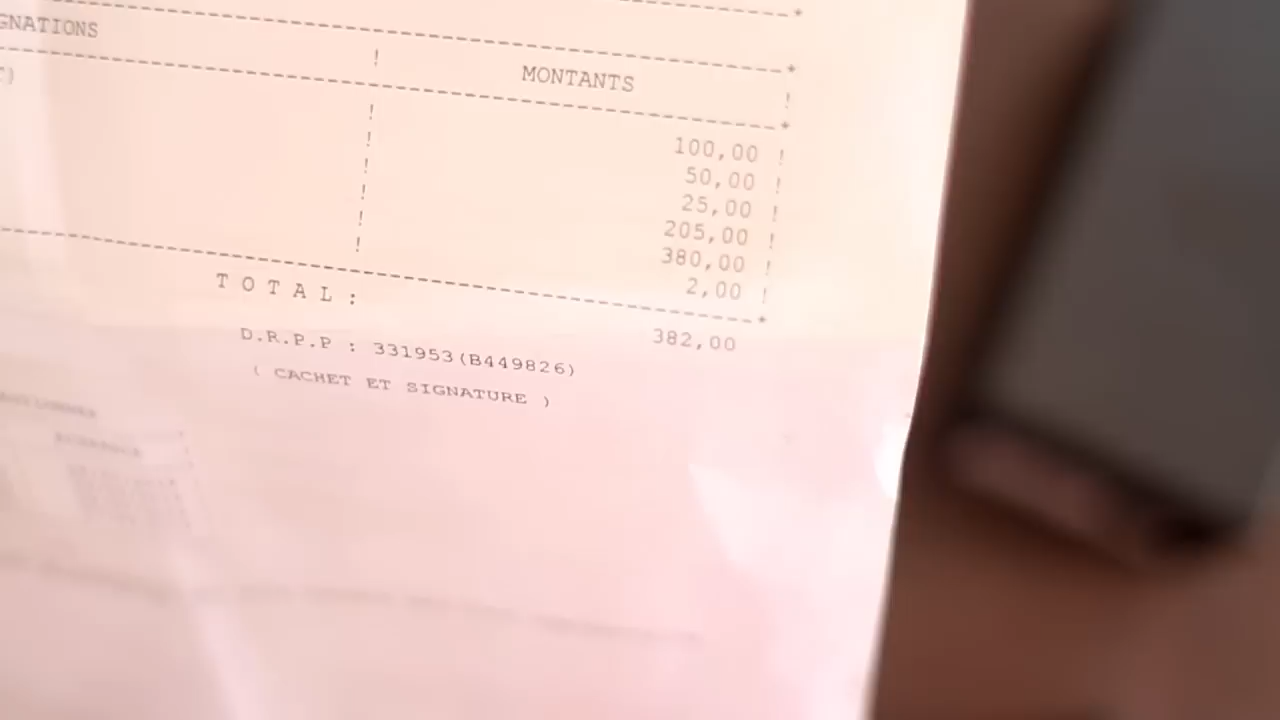 GNATIONS ! MONTANTS !
! 100,00 !
! 50,00 !
! 25,00 !
! 205,00 !
! 380,00 !
! 2,00 !
T O T A L : 382,00
D.R.P.P : 331953(B449826)
( CACHET ET SIGNATURE )